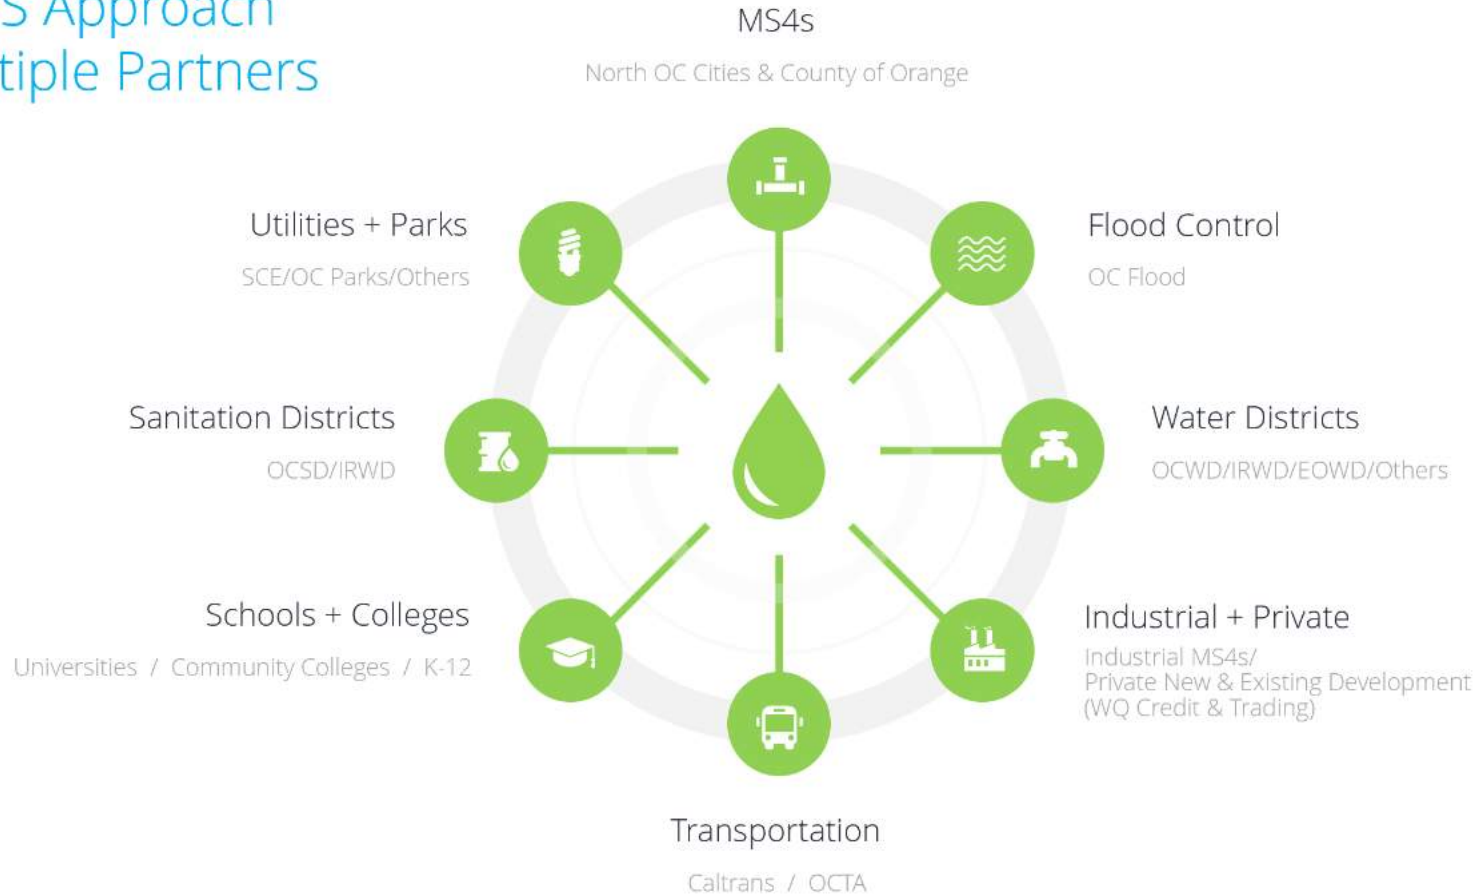 S Approach
tiple Partners
MS4s
North OC Cities & County of Orange
Utilities + Parks
SCE/OC Parks/Others
Flood Control
OC Flood
Sanitation Districts
OCSD/IRWD
Water Districts
OCWD/IRWD/EOWD/Others
Schools + Colleges
Universities / Community Colleges / K-12
Industrial + Private
Industrial MS4s/
Private New & Existing Development
(WQ Credit & Trading)
Transportation
Caltrans / OCTA